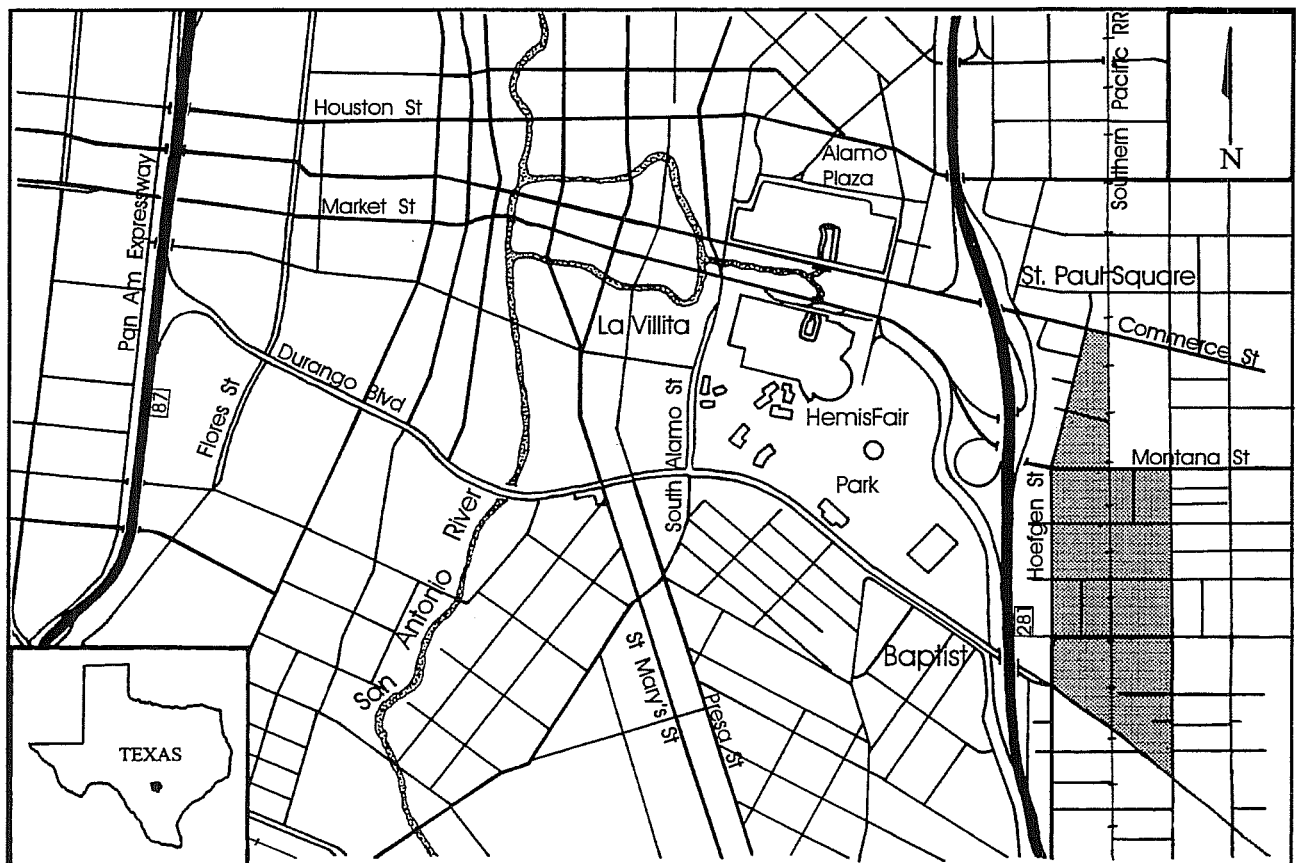 Southern Pacific RR
Houston St
Alamo
Plaza
N
Pan Am Expressway
Market St
St. Paul Square
La Villita
Commerce St
Durango Blvd
87
Flores St
South Alamo St
HemisFair
Park
Montana St
Hoefgen St
San Antonio River
281
Baptist
St Mary's St
Presa St
TEXAS